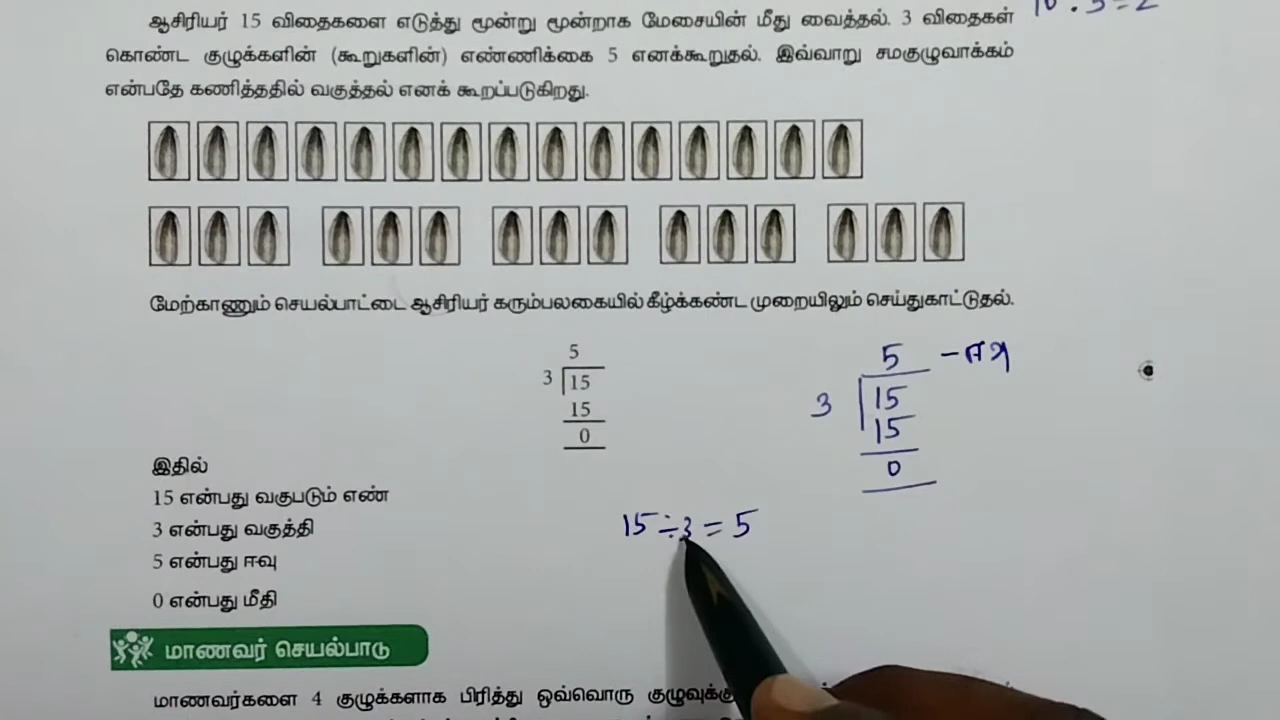 ஆசிரியர் 15 விதைகளை எடுத்து மூன்று மூன்றாக மேசையின் மீது வைத்தல். 3 விதைகள்
கொண்ட குழுக்களின் (கூறுகளின்) எண்ணிக்கை 5 எனக்கூறுதல். இவ்வாறு சமகுழுவாக்கம்
என்பதே கணித்ததில் வகுத்தல் எனக் கூறப்படுகிறது.
மேற்காணும் செயல்பாட்டை ஆசிரியர் கரும்பலகையில் கீழ்க்கண்ட முறையிலும் செய்துகாட்டுதல்.
5
3 15
15
0
5 -ஈவு
3 15
15
0
இதில்
15 என்பது வகுபடும் எண்
3 என்பது வகுத்தி
15÷3=5
5 என்பது ஈவு
0 என்பது மீதி
மாணவர் செயல்பாடு
மாணவர்களை 4 குழுக்களாக பிரித்து ஒவ்வொரு